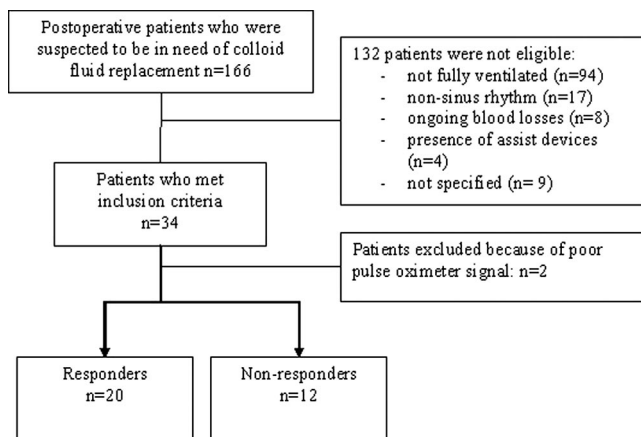 Postoperative patients who were
suspected to be in need of colloid
fluid replacement n=166
132 patients were not eligible:
- not fully ventilated (n=94)
- non-sinus rhythm (n=17)
- ongoing blood losses (n=8)
- presence of assist devices
(n=4)
- not specified (n= 9)
Patients who met
inclusion criteria
n=34
Patients excluded because of poor
pulse oximeter signal: n=2
Responders
n=20
Non-responders
n=12